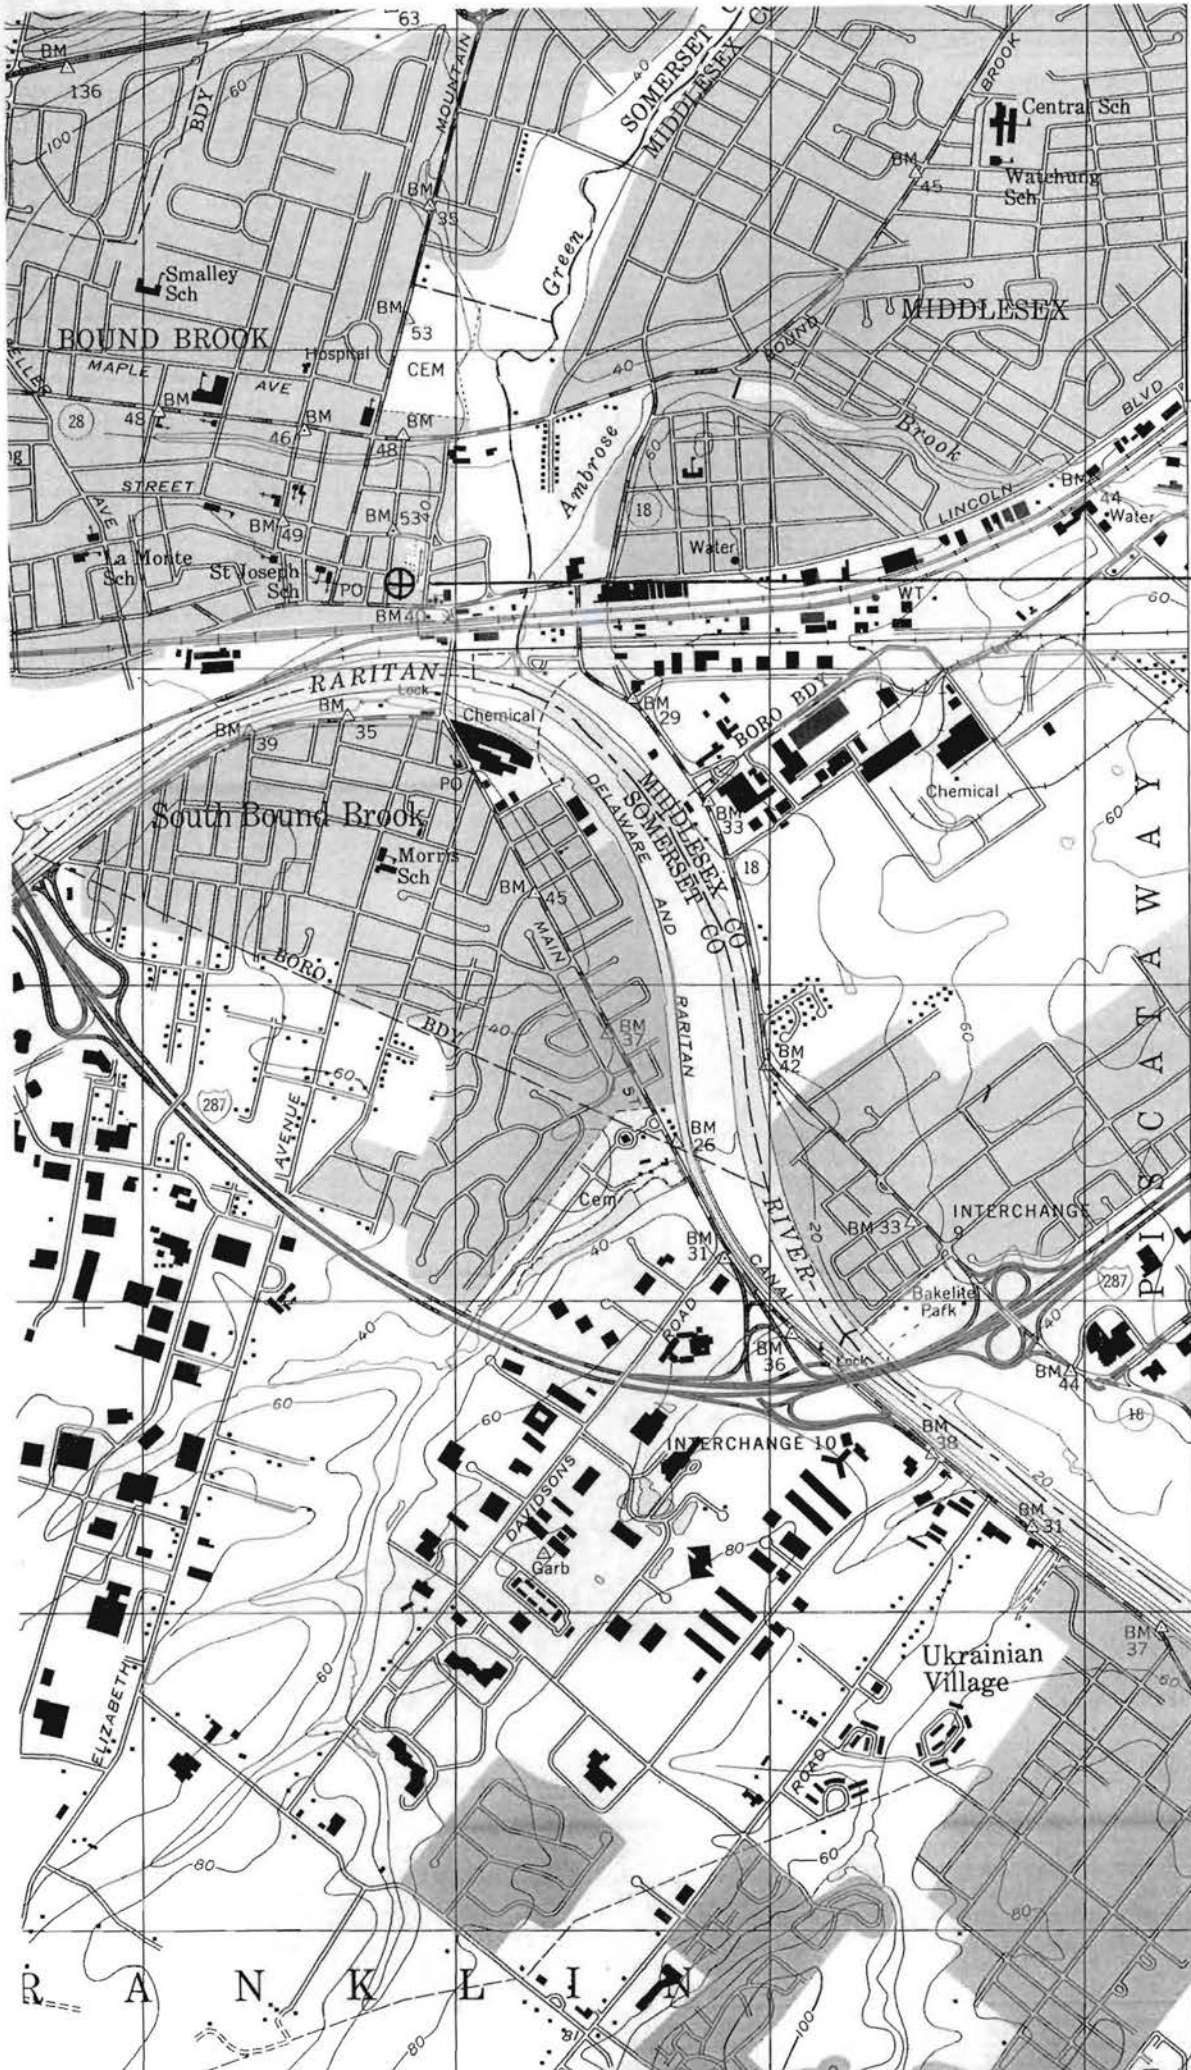 63
BM
136
BDY
60
100
MOUNTAIN
40
SOMERSET
MIDDLESEX
BROOK
Central Sch
BM
45
Watchung
Sch
BM
35
Green
Smalley
Sch
BM
53
BOUND BROOK
MIDDLESEX
BOUND
Hospital
MAPLE
AVE
CEM
40
28
BM
48
BM
46
BM
48
BLVD
Brook
Ambrose
60
STREET
AVE
BM
49
BM
53
18
LINCOLN
BM
44
Water
Water
La Monte
Sch
St Joseph
Sch
PO
BM 40
WT
60
RARITAN
Lock
BM
39
BM
35
Chemical
BM
29
BORO BDY
PO
DELAWARE
MIDDLESEX CO
SOMERSET CO
BM
33
Chemical
60
South Bound Brook
Morris
Sch
18
BM
45
AND
MAIN
BORO
BDY
40
RARITAN
BM
37
BM
42
60
60
287
AVENUE
ST
BM
26
PISCATAWAY
Cem
RIVER
20
BM 33
INTERCHANGE
9
40
BM
31
CANAL
287
Bakelite
Park
40
ROAD
40
BM
36
Lock
BM
44
60
60
18
BM
38
INTERCHANGE 10
20
DAVIDSONS
BM
31
80
Garb
BM
37
60
Ukrainian
Village
60
ELIZABETH
ROAD
60
80
80
RANKLIN
80
100